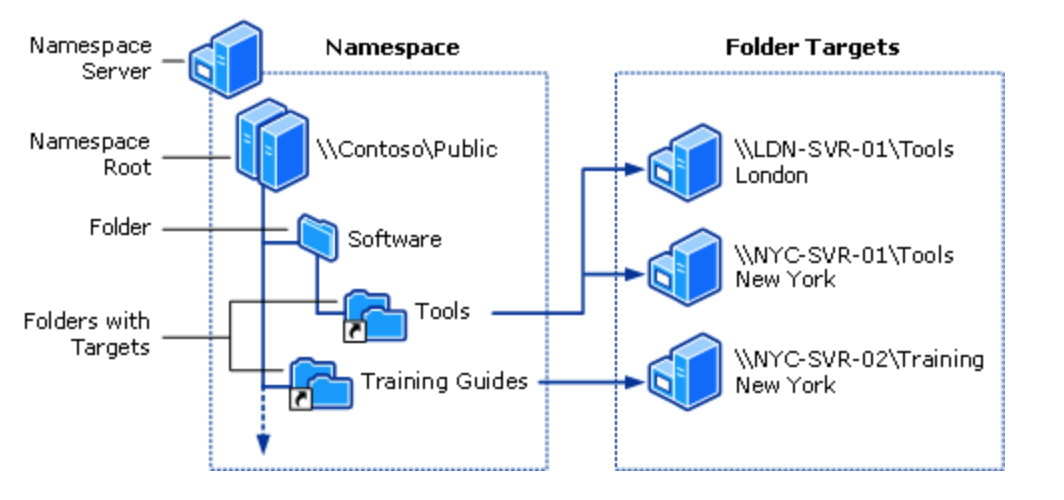 Namespace
Server
Namespace
Folder Targets
Namespace
Root
\\Contoso\Public
\\LDN-SVR-01\Tools
London
Folder
Software
\\NYC-SVR-01\Tools
New York
Folders with
Targets
Tools
Training Guides
\\NYC-SVR-02\Training
New York